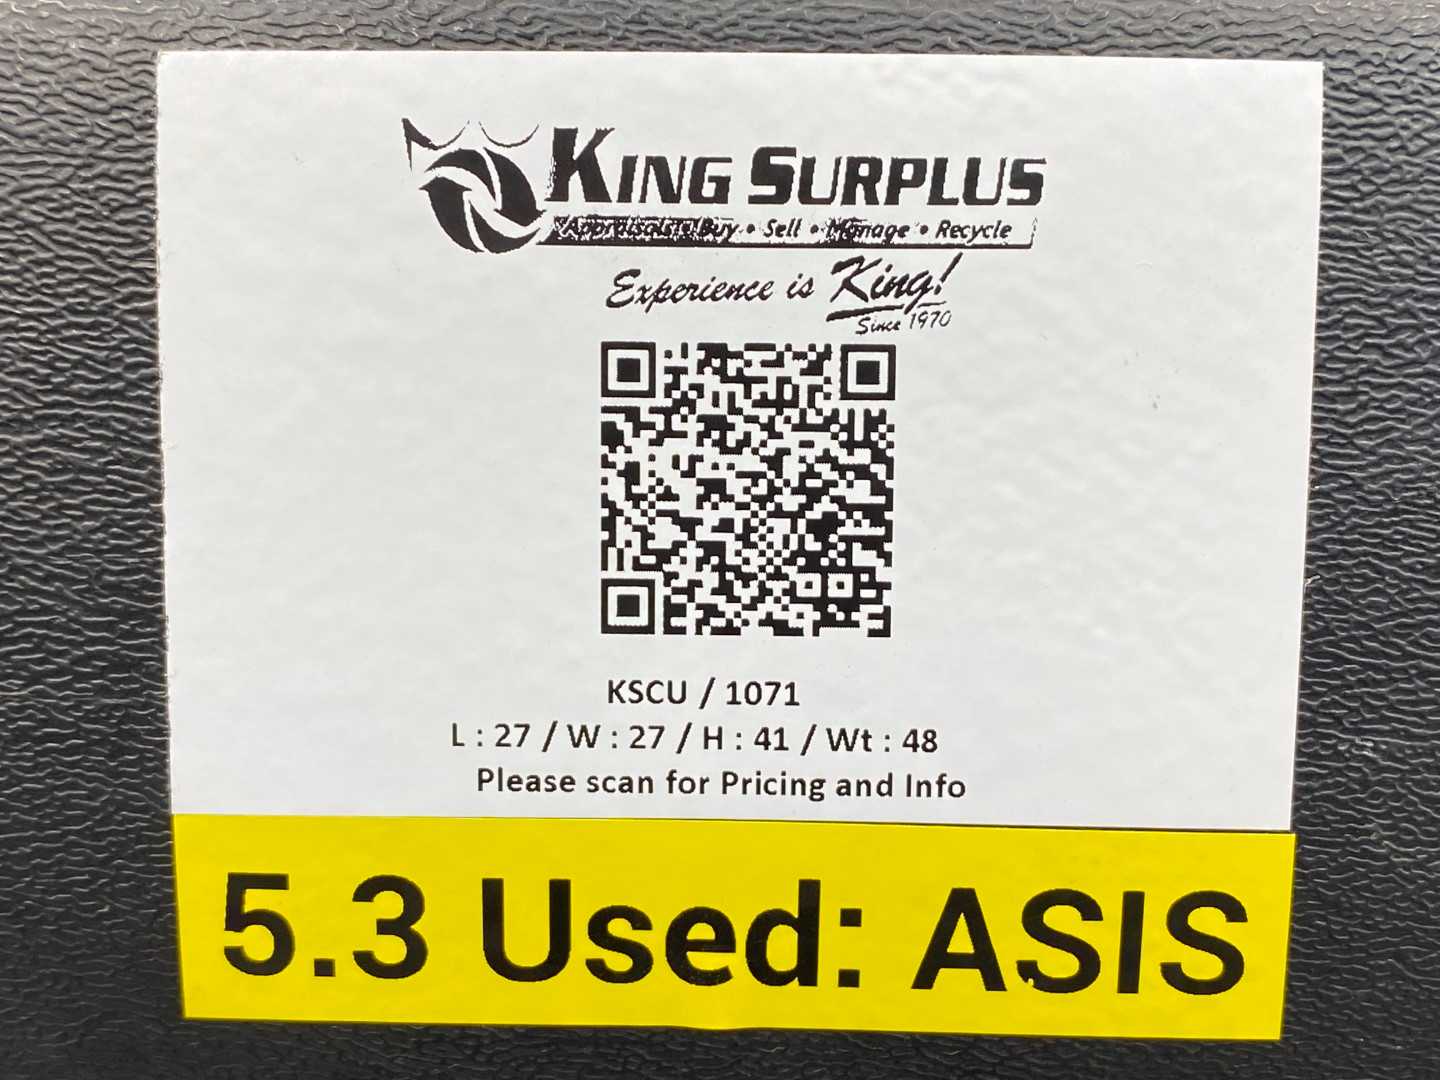 KING SURPLUS
Appraisals • Buy • Sell • Manage • Recycle
Experience is King!
Since 1970
KSCU / 1071
L : 27 / W : 27 / H : 41 / Wt : 48
Please scan for Pricing and Info
5.3 Used: ASIS